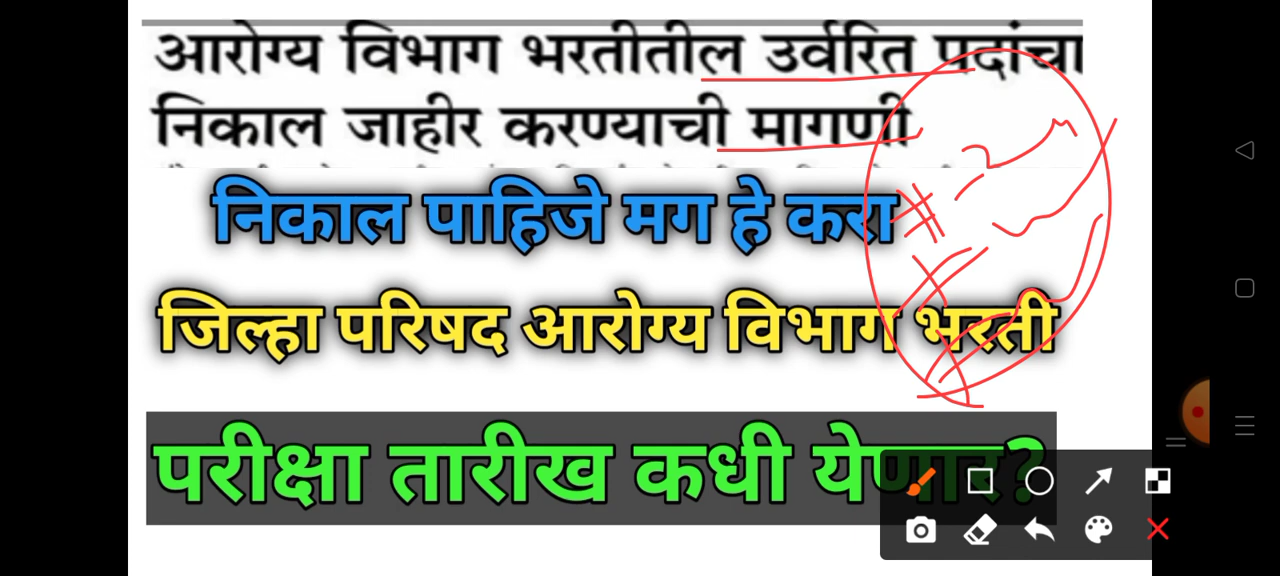 आरोग्य विभाग भरतीतील उर्वरित पदांचा
निकाल जाहीर करण्याची मागणी
निकाल पाहिजे मग हे करा
जिल्हा परिषद आरोग्य विभाग भरती
परीक्षा तारीख कधी येणार?